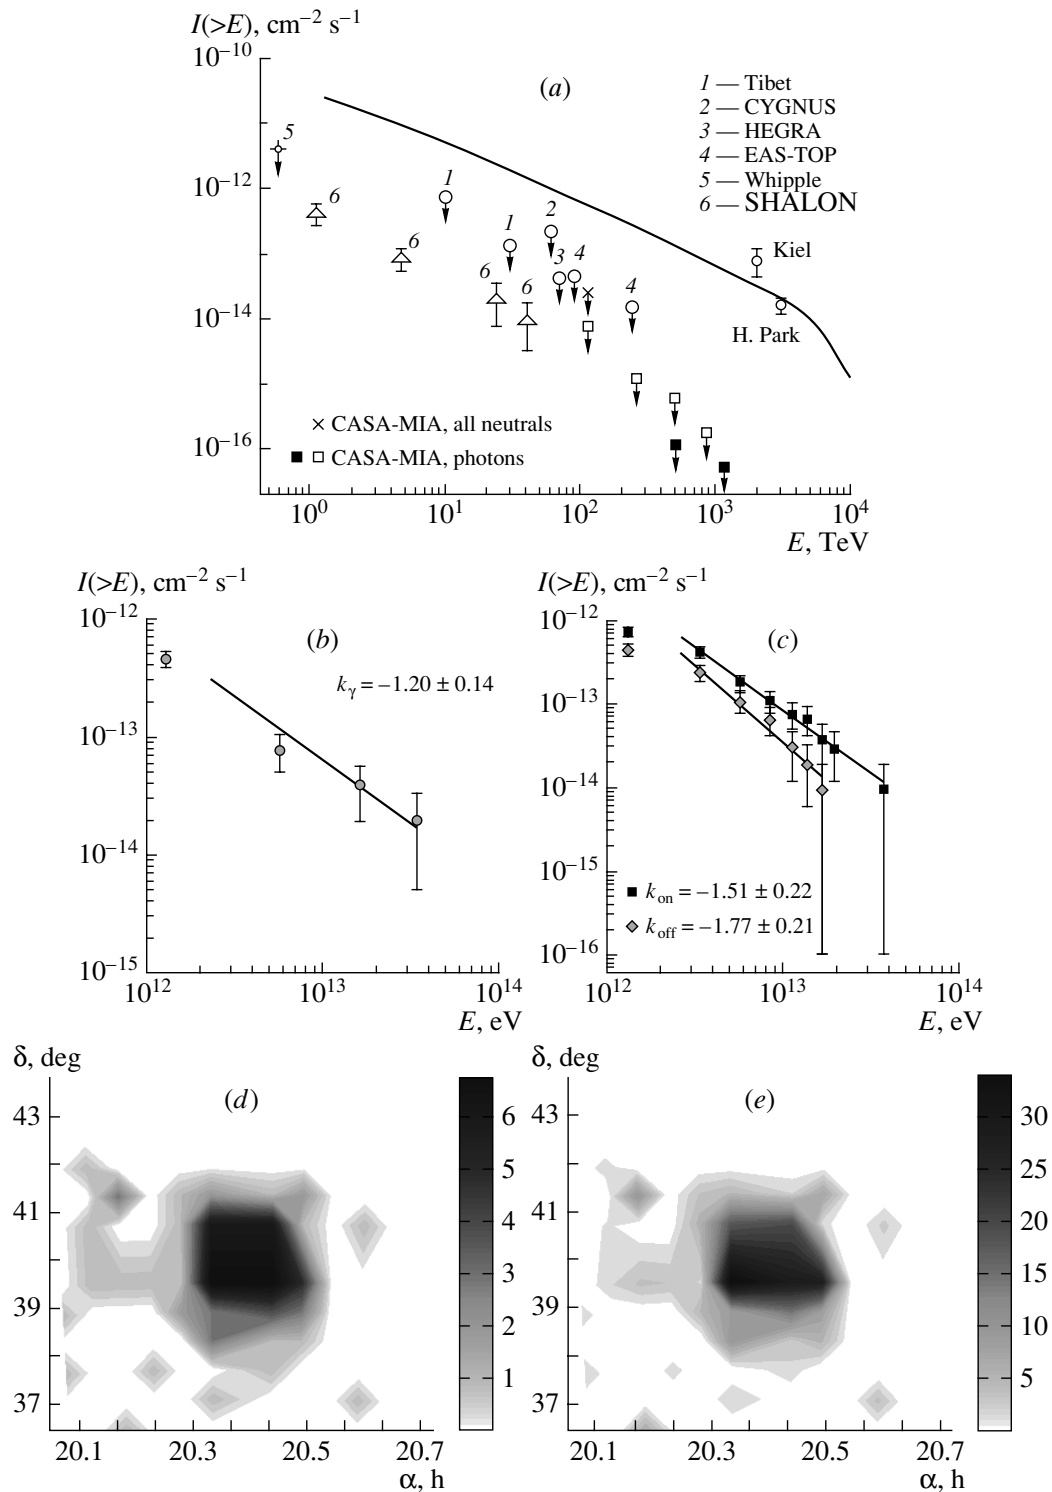 I(>E), cm⁻² s⁻¹
(a)
1 — Tibet
2 — CYGNUS
3 — HEGRA
4 — EAS-TOP
5 — Whipple
6 — SHALON
10⁻¹⁰
10⁻¹²
10⁻¹⁴
10⁻¹⁶
5
6
1
6
1
2
6
6
3
4
4
Kiel
H. Park
× CASA-MIA, all neutrals
■ □ CASA-MIA, photons
10⁰ 10¹ 10² 10³ 10⁴
E, TeV
I(>E), cm⁻² s⁻¹
(b)
k_γ = −1.20 ± 0.14
10⁻¹²
10⁻¹³
10⁻¹⁴
10⁻¹⁵
10¹² 10¹³ 10¹⁴
E, eV
I(>E), cm⁻² s⁻¹
(c)
10⁻¹²
10⁻¹³
10⁻¹⁴
10⁻¹⁵
10⁻¹⁶
k_on = −1.51 ± 0.22
k_off = −1.77 ± 0.21
10¹² 10¹³ 10¹⁴
E, eV
δ, deg
(d)
43
41
39
37
6
5
4
3
2
1
20.1 20.3 20.5 20.7
α, h
δ, deg
(e)
43
41
39
37
30
25
20
15
10
5
20.1 20.3 20.5 20.7
α, h